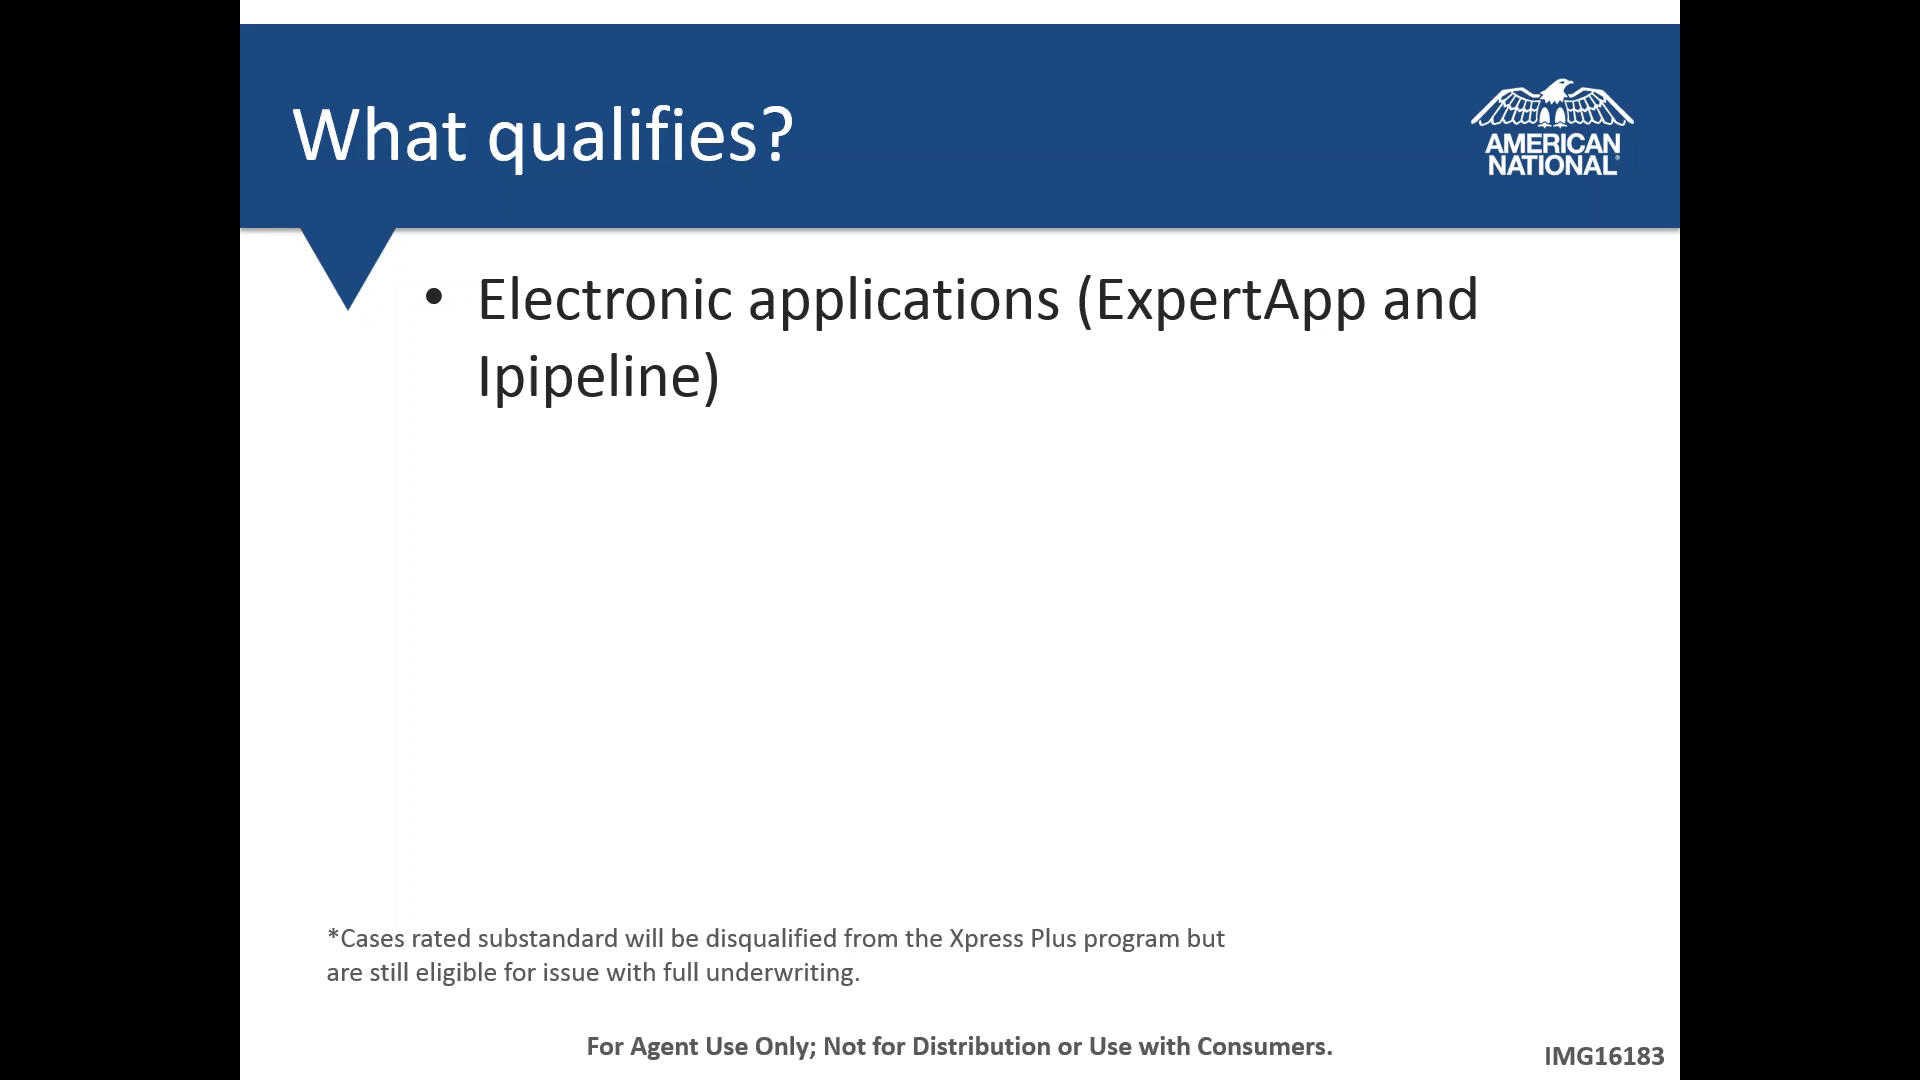 What qualifies?
AMERICAN
NATIONAL®
• Electronic applications (ExpertApp and
Ipipeline)
*Cases rated substandard will be disqualified from the Xpress Plus program but
are still eligible for issue with full underwriting.
For Agent Use Only; Not for Distribution or Use with Consumers.
IMG16183